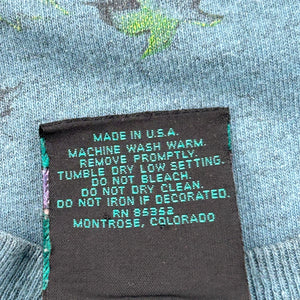 MADE IN U.S.A.
MACHINE WASH WARM.
REMOVE PROMPTLY.
TUMBLE DRY LOW SETTING.
DO NOT BLEACH.
DO NOT DRY CLEAN.
DO NOT IRON IF DECORATED.
RN 85352
MONTROSE, COLORADO